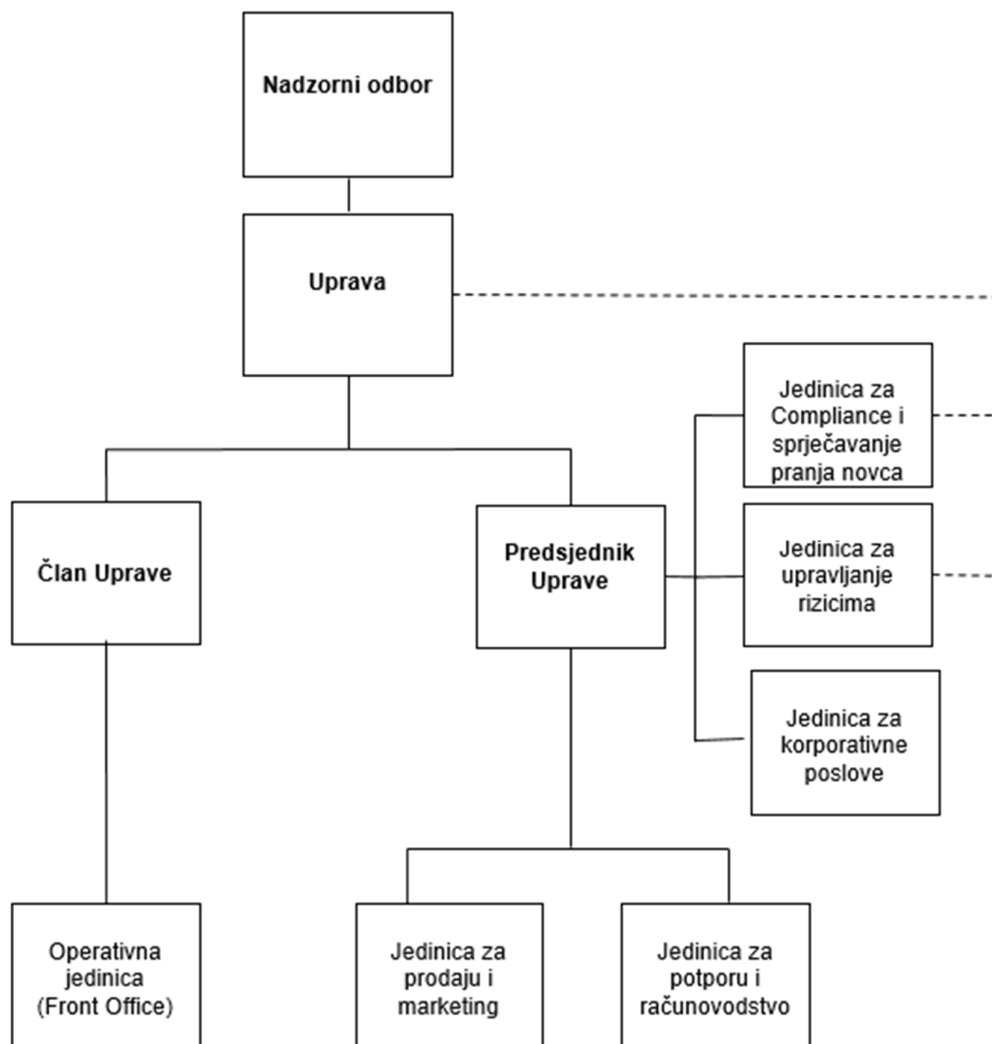 Nadzorni odbor
Uprava
Jedinica za
Compliance i
sprječavanje
pranja novca
Član Uprave
Predsjednik
Uprave
Jedinica za
upravljanje
rizicima
Jedinica za
korporativne
poslove
Operativna
jedinica
(Front Office)
Jedinica za
prodaju i
marketing
Jedinica za
potporu i
računovodstvo